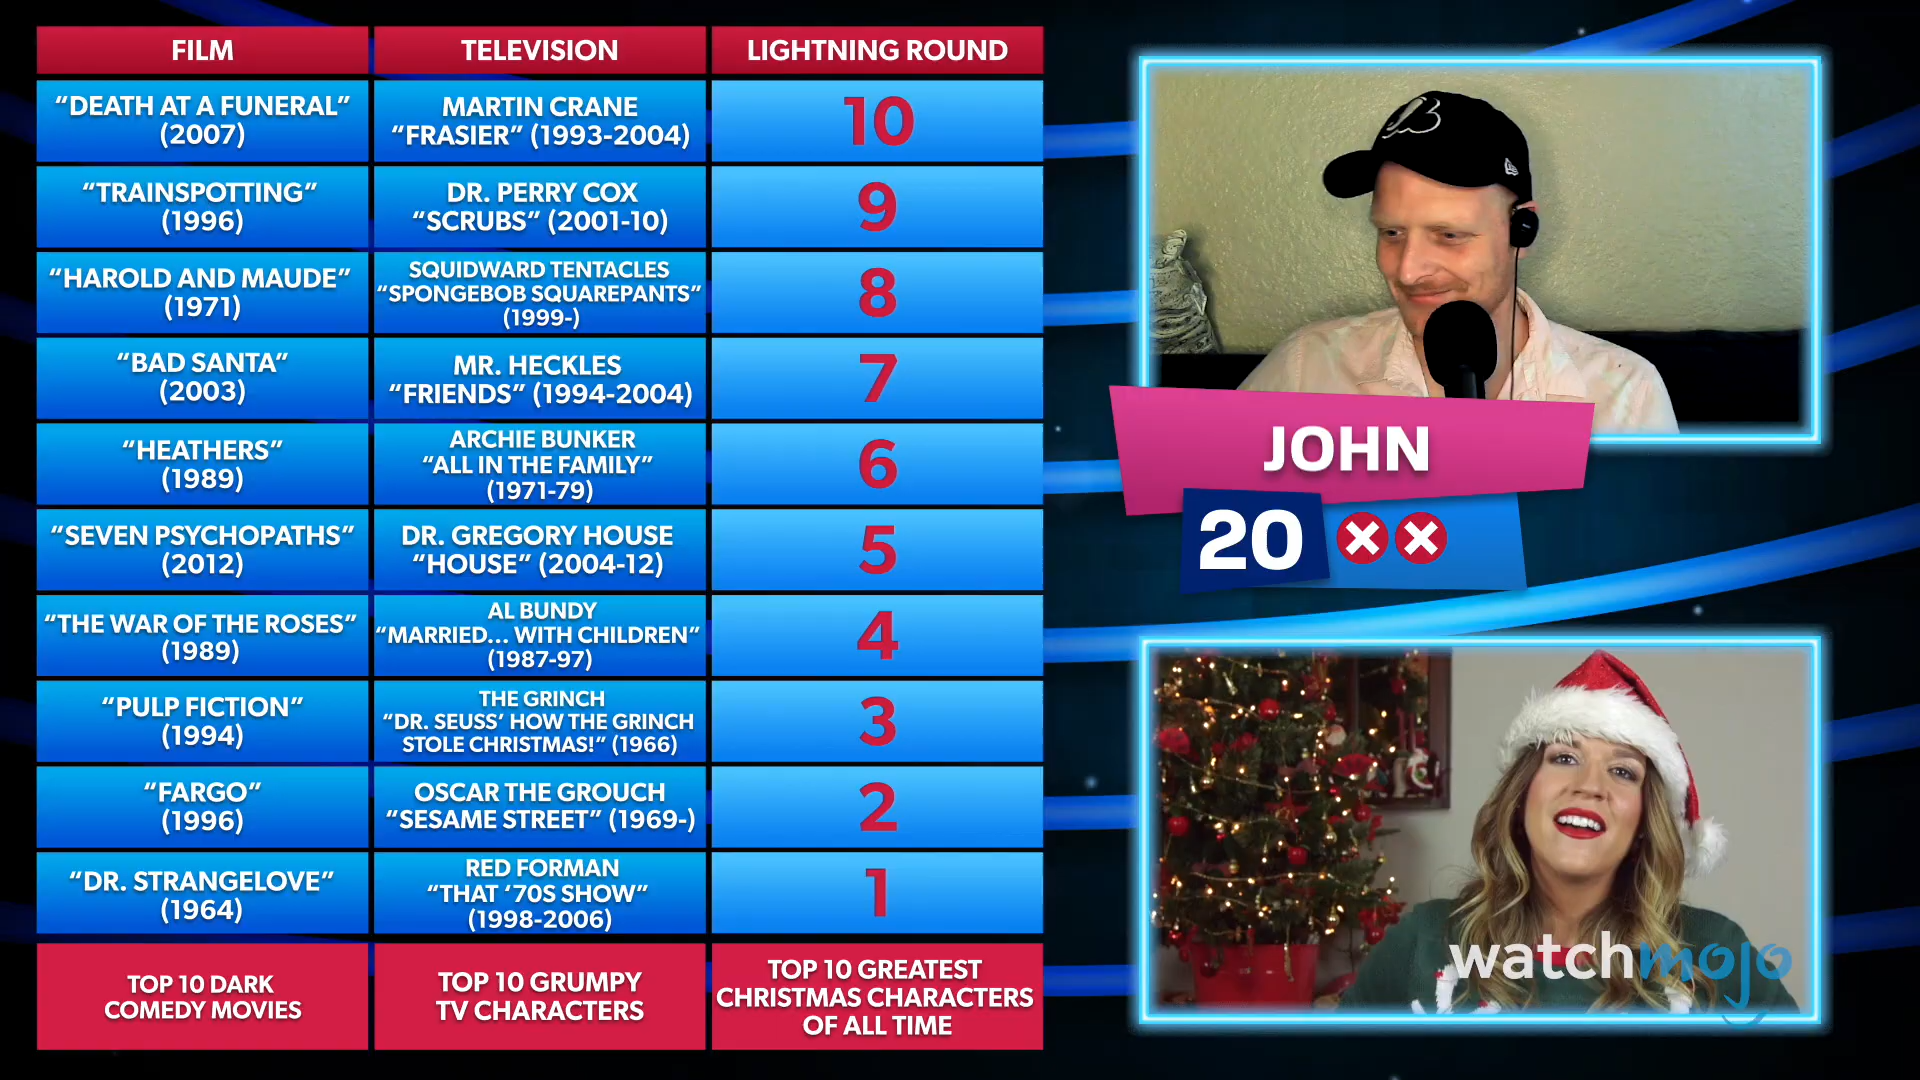 FILM
TELEVISION
LIGHTNING ROUND
“DEATH AT A FUNERAL”
(2007)
MARTIN CRANE
“FRASIER” (1993-2004)
10
“TRAINSPOTTING”
(1996)
DR. PERRY COX
“SCRUBS” (2001-10)
9
“HAROLD AND MAUDE”
(1971)
SQUIDWARD TENTACLES
“SPONGEBOB SQUAREPANTS”
(1999-)
8
“BAD SANTA”
(2003)
MR. HECKLES
“FRIENDS” (1994-2004)
7
“HEATHERS”
(1989)
ARCHIE BUNKER
“ALL IN THE FAMILY”
(1971-79)
6
“SEVEN PSYCHOPATHS”
(2012)
DR. GREGORY HOUSE
“HOUSE” (2004-12)
5
“THE WAR OF THE ROSES”
(1989)
AL BUNDY
“MARRIED... WITH CHILDREN”
(1987-97)
4
“PULP FICTION”
(1994)
THE GRINCH
“DR. SEUSS’ HOW THE GRINCH
STOLE CHRISTMAS!” (1966)
3
“FARGO”
(1996)
OSCAR THE GROUCH
“SESAME STREET” (1969-)
2
“DR. STRANGELOVE”
(1964)
RED FORMAN
“THAT ‘70S SHOW”
(1998-2006)
1
TOP 10 DARK
COMEDY MOVIES
TOP 10 GRUMPY
TV CHARACTERS
TOP 10 GREATEST
CHRISTMAS CHARACTERS
OF ALL TIME
JOHN
20
watchmojo